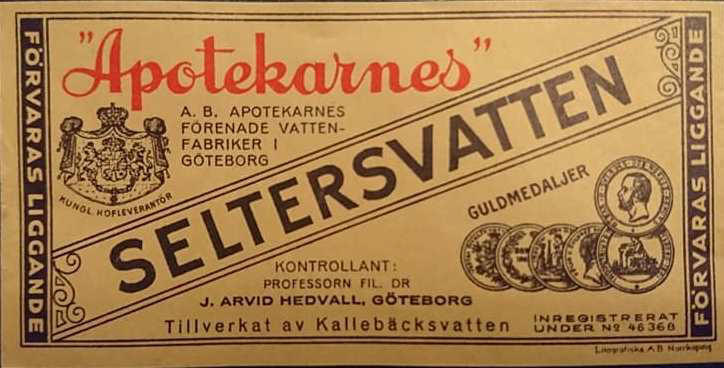 FÖRVARAS LIGGANDE
"Apotekarnes"
A. B. APOTEKARNES
FÖRENADE VATTEN-
FABRIKER I
GÖTEBORG
KUNGL. HOFLEVERANTÖR
SELTERSVATTEN
GULDMEDALJER
KONTROLLANT:
PROFESSORN FIL. DR
J. ARVID HEDVALL, GÖTEBORG
Tillverkat av Kallebäcksvatten
INREGISTRERAT
UNDER No 46368
FÖRVARAS LIGGANDE
Litografiska A.B. Norrköping